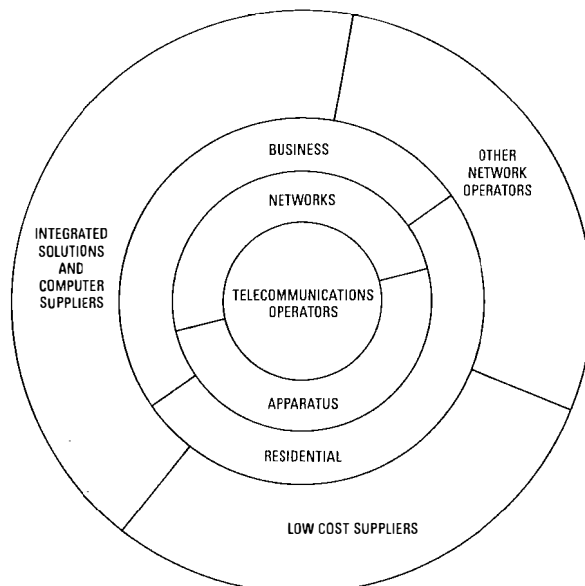 BUSINESS
OTHER
NETWORK
OPERATORS
NETWORKS
INTEGRATED
SOLUTIONS
AND
COMPUTER
SUPPLIERS
TELECOMMUNICATIONS
OPERATORS
APPARATUS
RESIDENTIAL
LOW COST SUPPLIERS